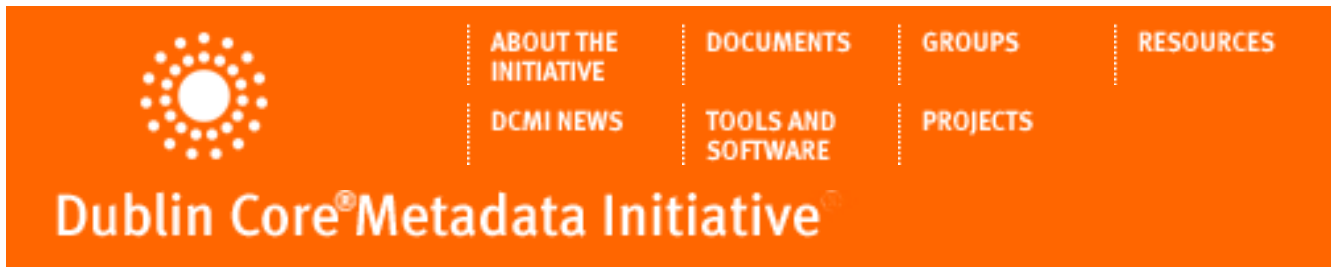 ABOUT THE
INITIATIVE
DOCUMENTS
GROUPS
RESOURCES
DCMI NEWS
TOOLS AND
SOFTWARE
PROJECTS
Dublin Core®Metadata Initiative®